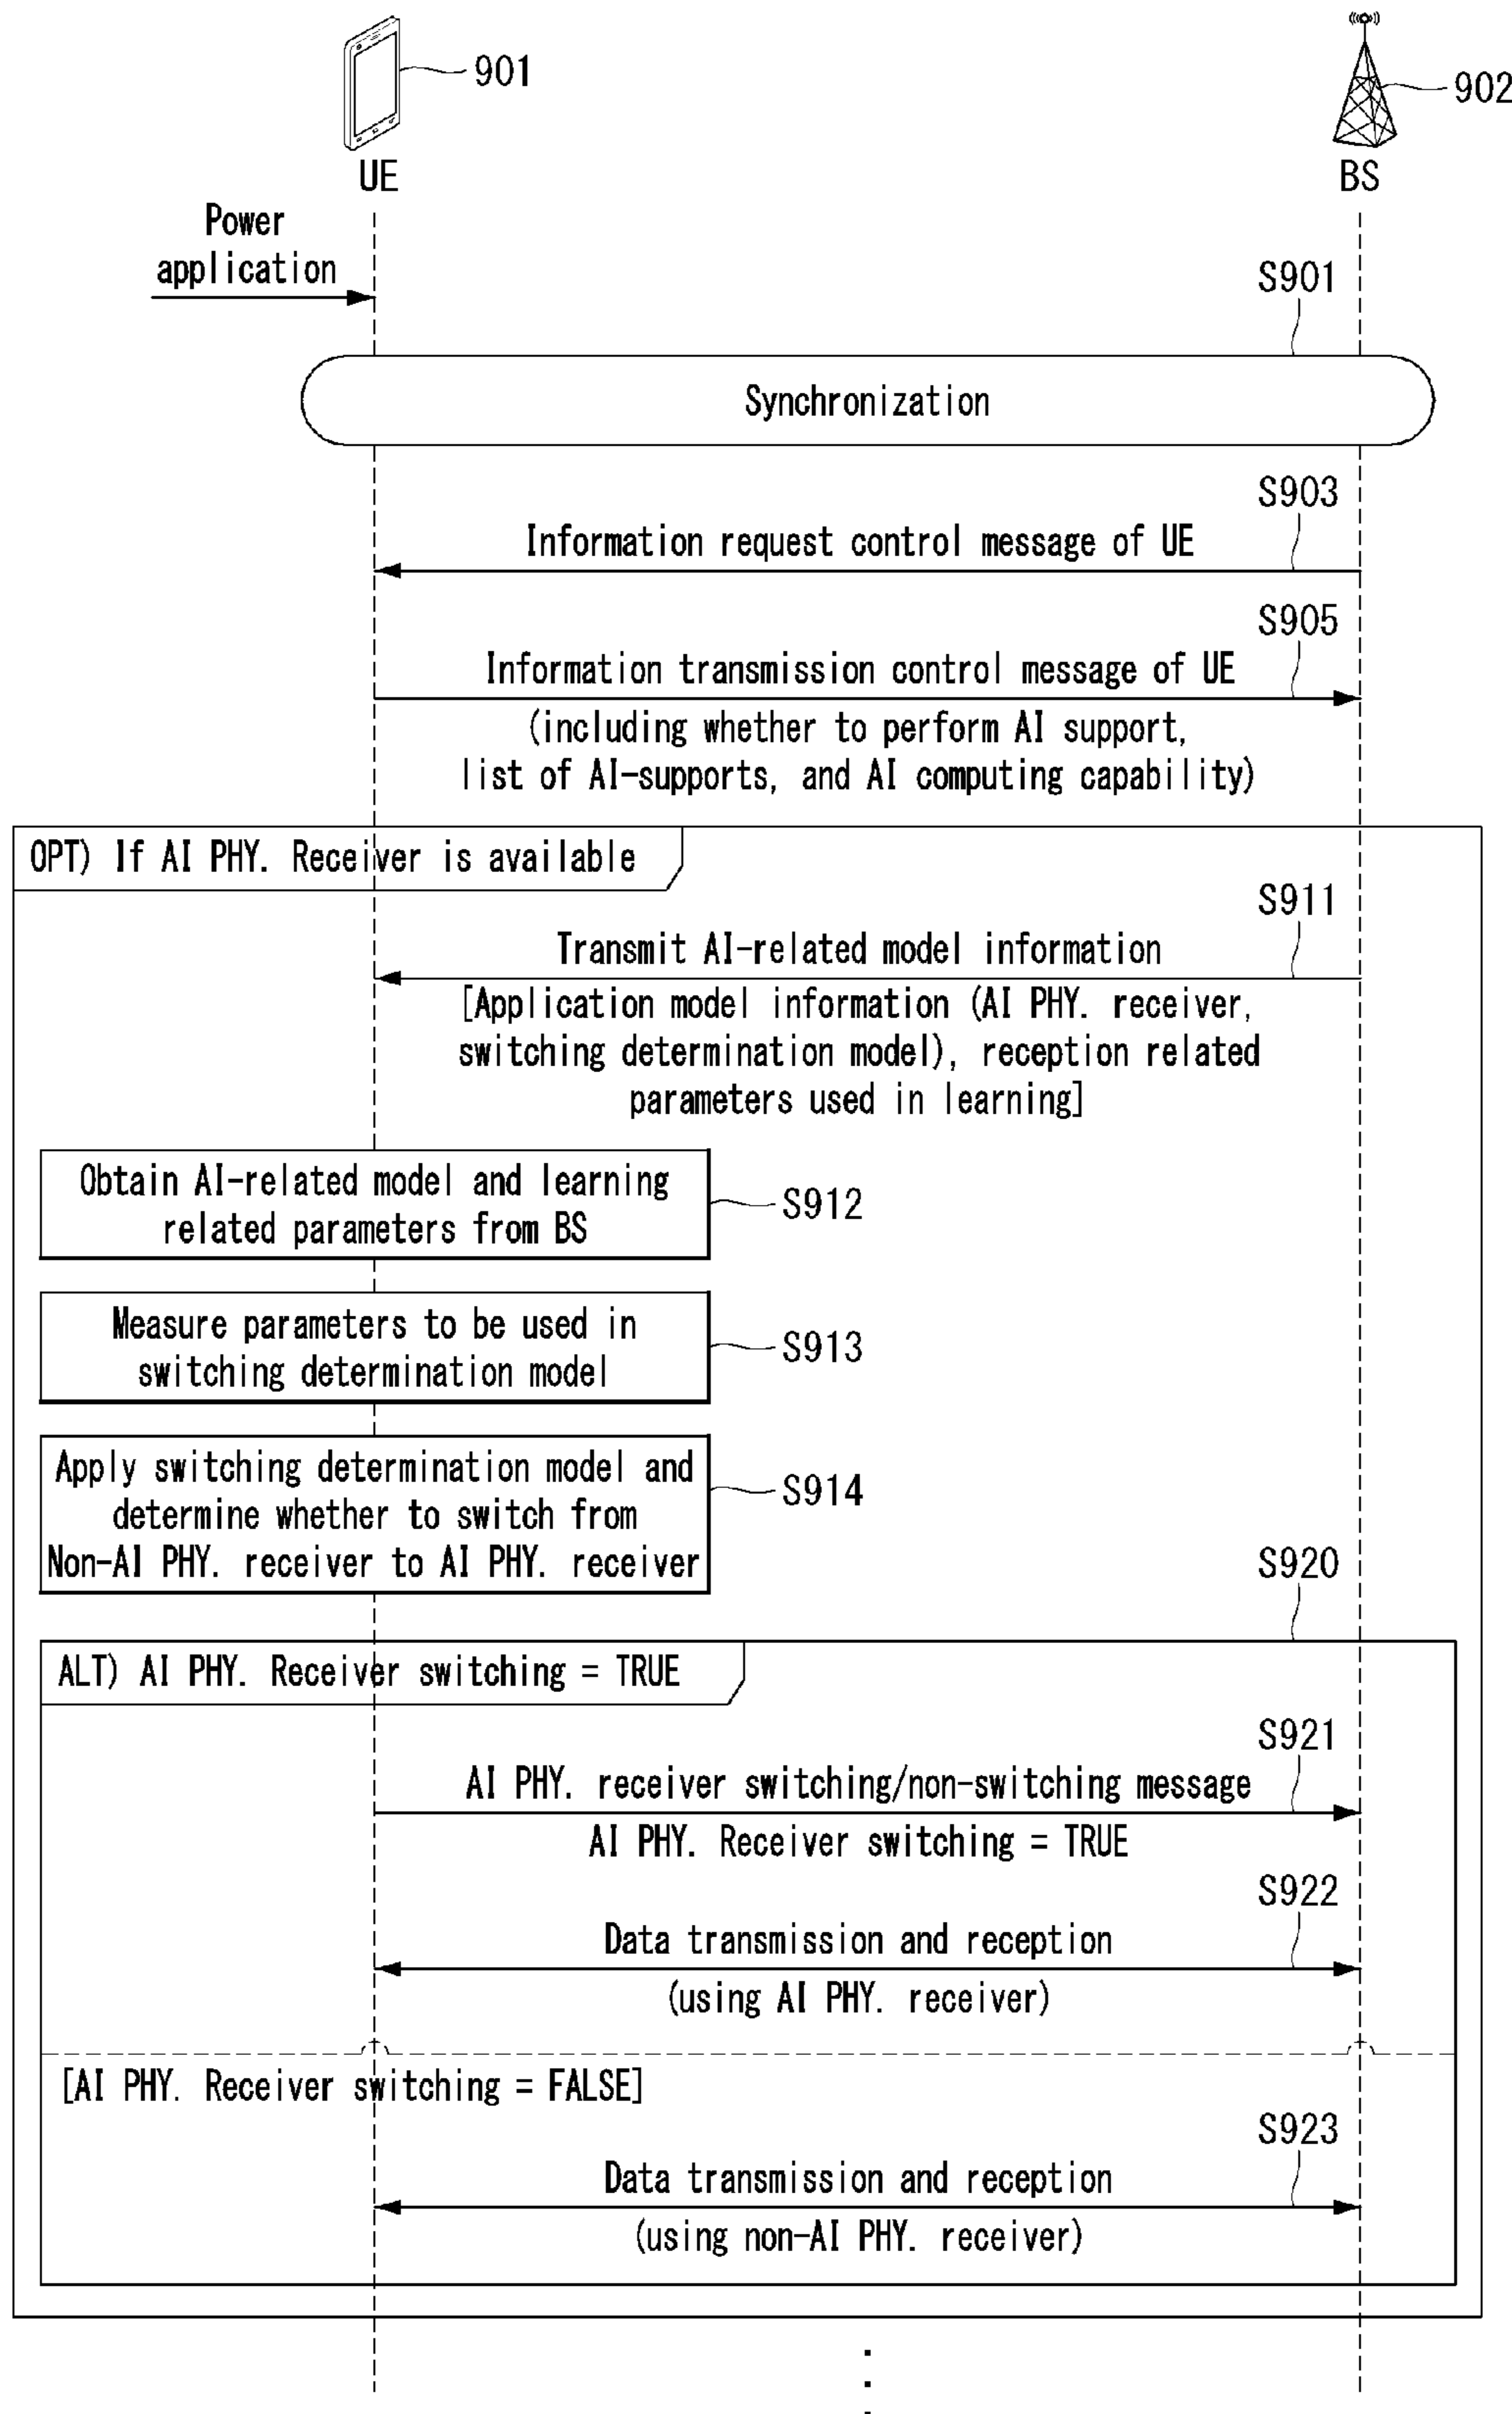 901
902
UE
BS
Power
application
S901
Synchronization
S903
Information request control message of UE
S905
Information transmission control message of UE
(including whether to perform AI support,
list of AI-supports, and AI computing capability)
OPT) If AI PHY. Receiver is available
S911
Transmit AI-related model information
[Application model information (AI PHY. receiver,
switching determination model), reception related
parameters used in learning]
Obtain AI-related model and learning
related parameters from BS
S912
Measure parameters to be used in
switching determination model
S913
Apply switching determination model and
determine whether to switch from
Non-AI PHY. receiver to AI PHY. receiver
S914
S920
ALT) AI PHY. Receiver switching = TRUE
S921
AI PHY. receiver switching/non-switching message
AI PHY. Receiver switching = TRUE
S922
Data transmission and reception
(using AI PHY. receiver)
[AI PHY. Receiver switching = FALSE]
S923
Data transmission and reception
(using non-AI PHY. receiver)